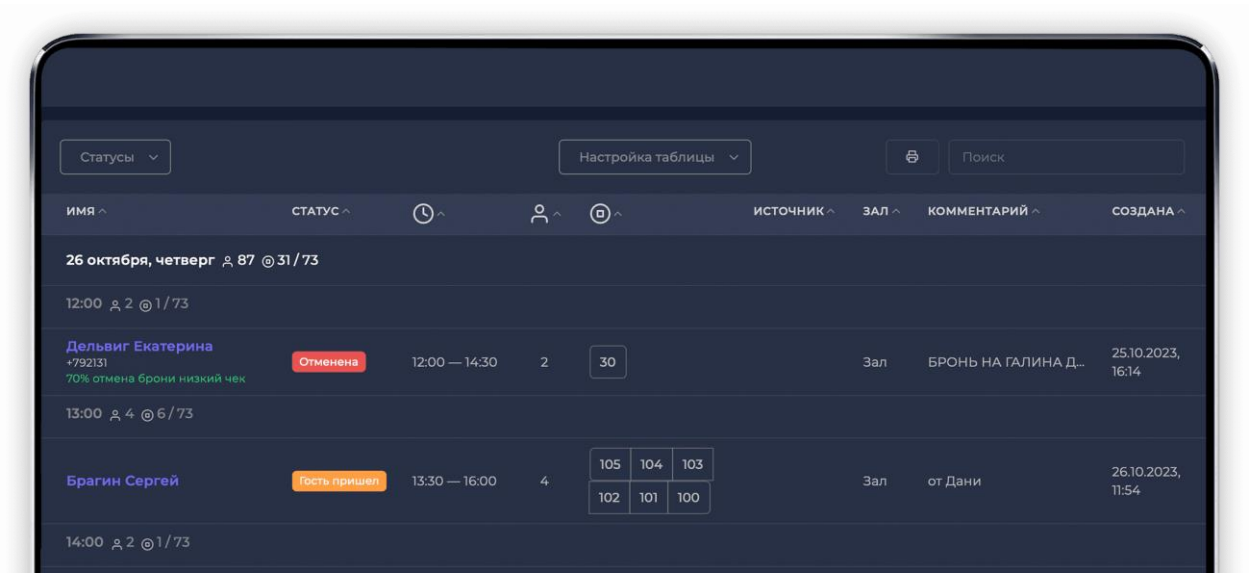 Статусы
Настройка таблицы
Поиск
ИМЯ СТАТУС ИСТОЧНИК ЗАЛ КОММЕНТАРИЙ СОЗДАНА
26 октября, четверг 87 31 / 73
12:00 2 1 / 73
Дельвиг Екатерина
+792131
70% отмена брони низкий чек
Отменена
12:00 — 14:30
2
30
Зал
БРОНЬ НА ГАЛИНА Д...
25.10.2023,
16:14
13:00 4 6 / 73
Брагин Сергей
Гость пришел
13:30 — 16:00
4
105 104 103
102 101 100
Зал
от Дани
26.10.2023,
11:54
14:00 2 1 / 73